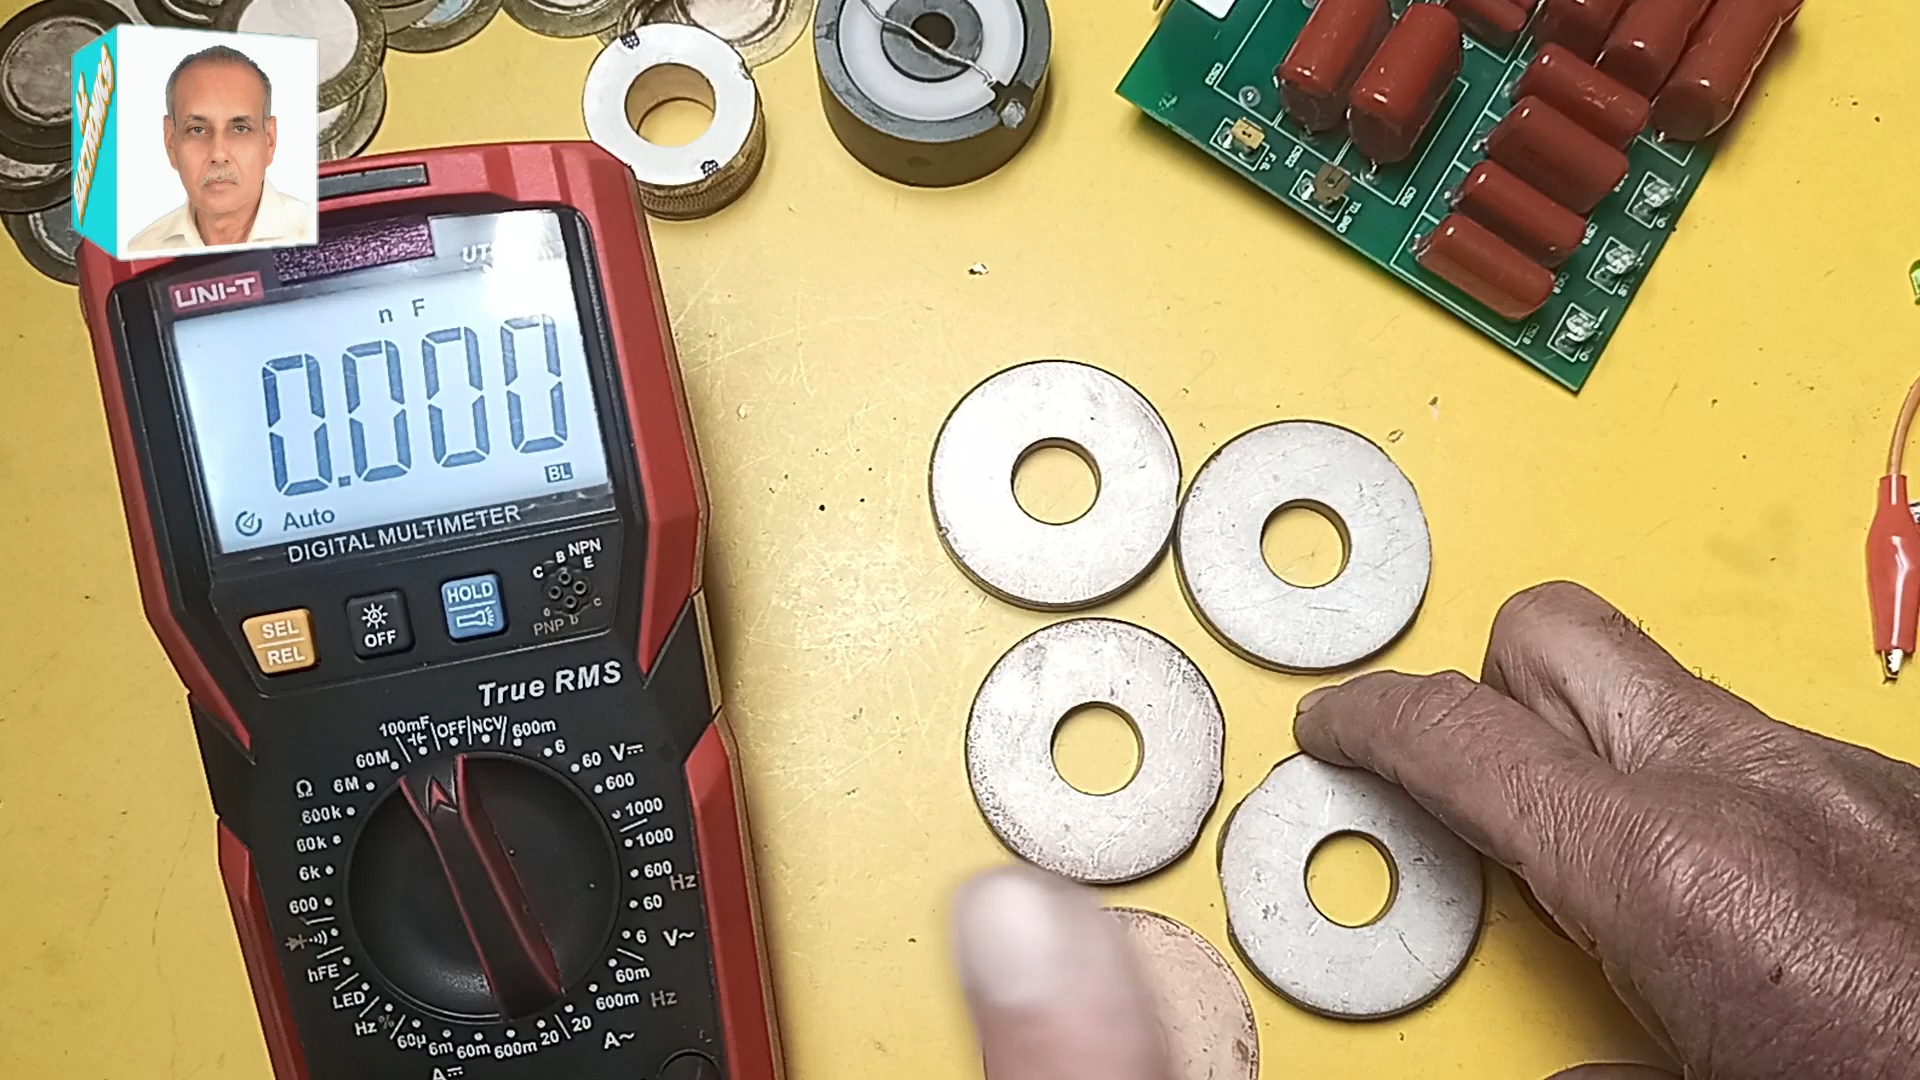 ELECTRONICS
UNI-T
UT
n F
0.000
BL
Auto
DIGITAL MULTIMETER
SEL
REL
OFF
HOLD
B NPN
C E
PNP
True RMS
100mF OFF NCV 600m
60M 6
Ω 6M 60 V
600k 600
60k 1000
6k 1000
600 600 Hz
60
hFE 6 V~
LED 60m
Hz% 600m Hz
60µ 6m 60m 600m 20 20
A~
A